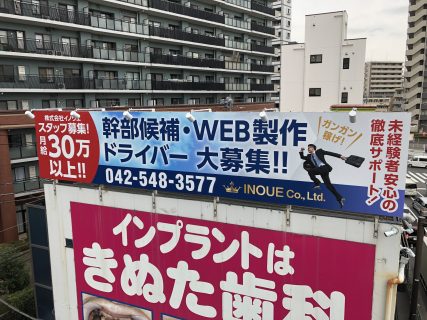 株式会社イノウエ
スタッフ募集!
月給30万以上!!
幹部候補・WEB製作
ドライバー 大募集!!
042-548-3577
INOUE Co., Ltd.
ガンガン
稼げ!
未経験者安心の
徹底サポート!
インプラントは
きぬた歯科